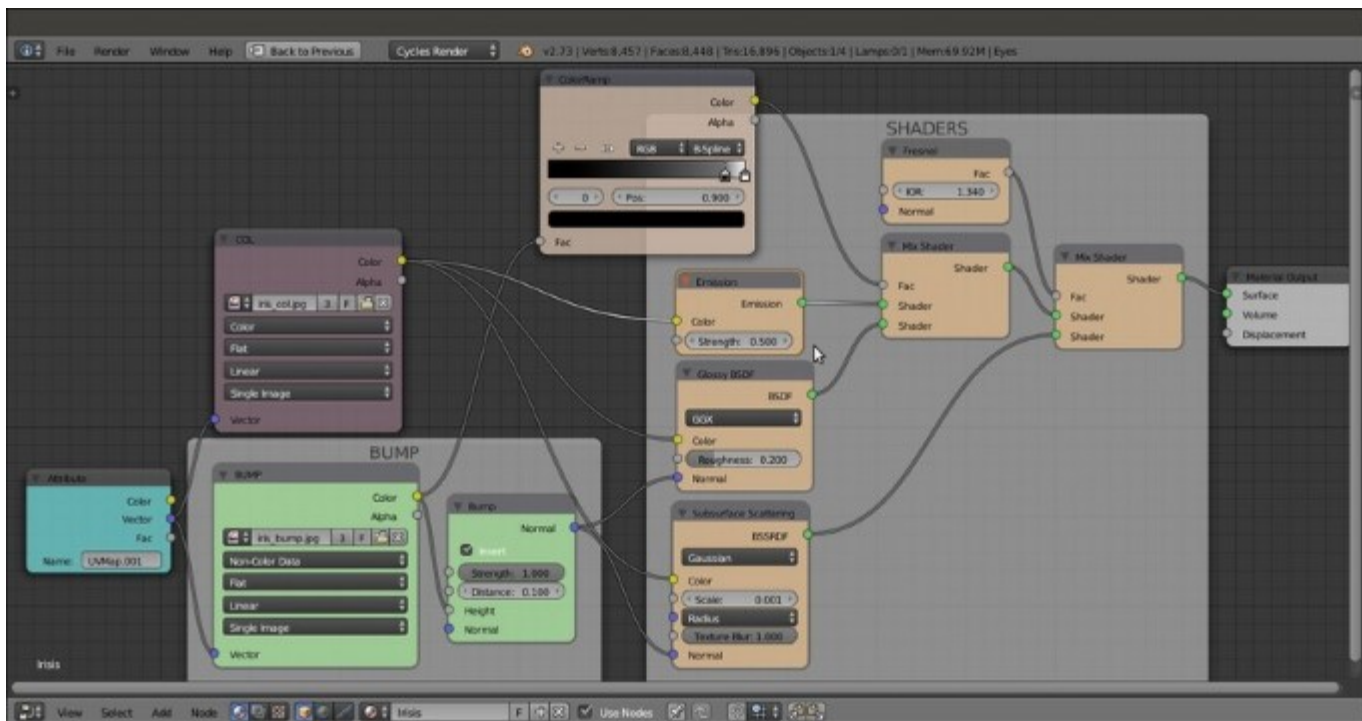 File Render Window Help Back to Previous Cycles Render v2.73 | Verts:8,457 | Faces:8,448 | Tris:16,896 | Objects:1/4 | Lamps:0/1 | Mem:69.92M | Eyes
ColorRamp
Color
Alpha
RGB B-Spline
0 Pos: 0.900
Fac
SHADERS
Fresnel
Fac
IOR: 1.340
Normal
COL
Color
Alpha
iris_col.jpg 3 F
Color
Flat
Linear
Single Image
Vector
Emission
Emission
Color
Strength: 0.500
Mix Shader
Shader
Fac
Shader
Shader
Mix Shader
Shader
Fac
Shader
Shader
Material Output
Surface
Volume
Displacement
Glossy BSDF
BSDF
GGX
Color
Roughness: 0.200
Normal
Attribute
Color
Vector
Fac
Name: UVMap.001
BUMP
BUMP
Color
Alpha
iris_bump.jpg 3 F
Non-Color Data
Flat
Linear
Single Image
Vector
Bump
Normal
Invert
Strength: 1.000
Distance: 0.100
Height
Normal
Subsurface Scattering
BSSRDF
Gaussian
Color
Scale: 0.001
Radius
Texture Blur: 1.000
Normal
Irisis
View Select Add Node Irisis F Use Nodes